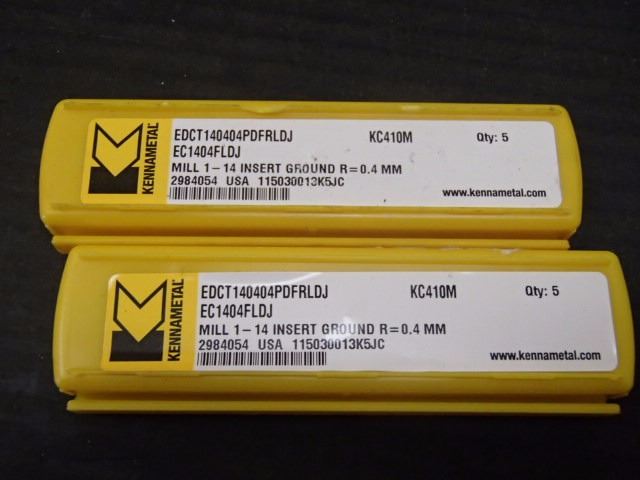 KENNAMETAL
EDCT140404PDFRLDJ KC410M Qty: 5
EC1404FLDJ
MILL 1-14 INSERT GROUND R=0.4 MM
2984054 USA 115030013K5JC
www.kennametal.com
KENNAMETAL
EDCT140404PDFRLDJ KC410M Qty: 5
EC1404FLDJ
MILL 1-14 INSERT GROUND R=0.4 MM
2984054 USA 115030013K5JC
www.kennametal.com